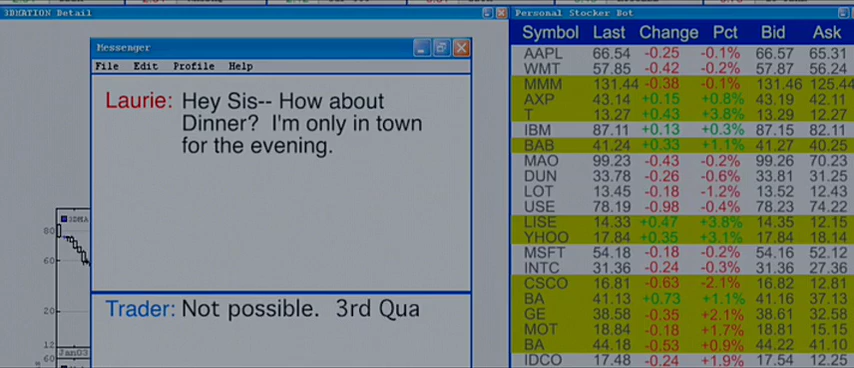 3DMATION Detail
Personal Stocker Bot
Messenger
File Edit Profile Help
Laurie: Hey Sis-- How about
Dinner? I'm only in town
for the evening.
Trader: Not possible. 3rd Qua
3DMA
80
60
20
12
Jan03
60
Symbol Last Change Pct Bid Ask
AAPL 66.54 -0.25 -0.1% 66.57 65.31
WMT 57.85 -0.42 -0.2% 57.87 56.24
MMM 131.44 -0.38 -0.1% 131.46 125.44
AXP 43.14 +0.15 +0.8% 43.19 42.11
T 13.27 +0.43 +3.8% 13.29 12.27
IBM 87.11 +0.13 +0.3% 87.15 82.11
BAB 41.24 +0.33 +1.1% 41.27 40.25
MAO 99.23 -0.43 -0.2% 99.26 70.23
DUN 33.78 -0.26 -0.6% 33.81 31.25
LOT 13.45 -0.18 -1.2% 13.52 12.43
USE 78.19 -0.98 -0.4% 78.23 74.22
LISE 14.33 +0.47 +3.8% 14.35 12.15
YHOO 17.84 +0.35 +3.1% 17.84 18.14
MSFT 54.18 -0.18 -0.2% 54.16 52.12
INTC 31.36 -0.24 -0.3% 31.36 27.36
CSCO 16.81 -0.63 -2.1% 16.82 12.81
BA 41.13 +0.73 +1.1% 41.16 37.13
GE 38.58 -0.35 +2.1% 38.61 32.58
MOT 18.84 -0.18 +1.7% 18.81 15.15
BA 44.18 -0.53 +0.9% 44.22 41.10
IDCO 17.48 -0.24 +1.9% 17.54 12.25